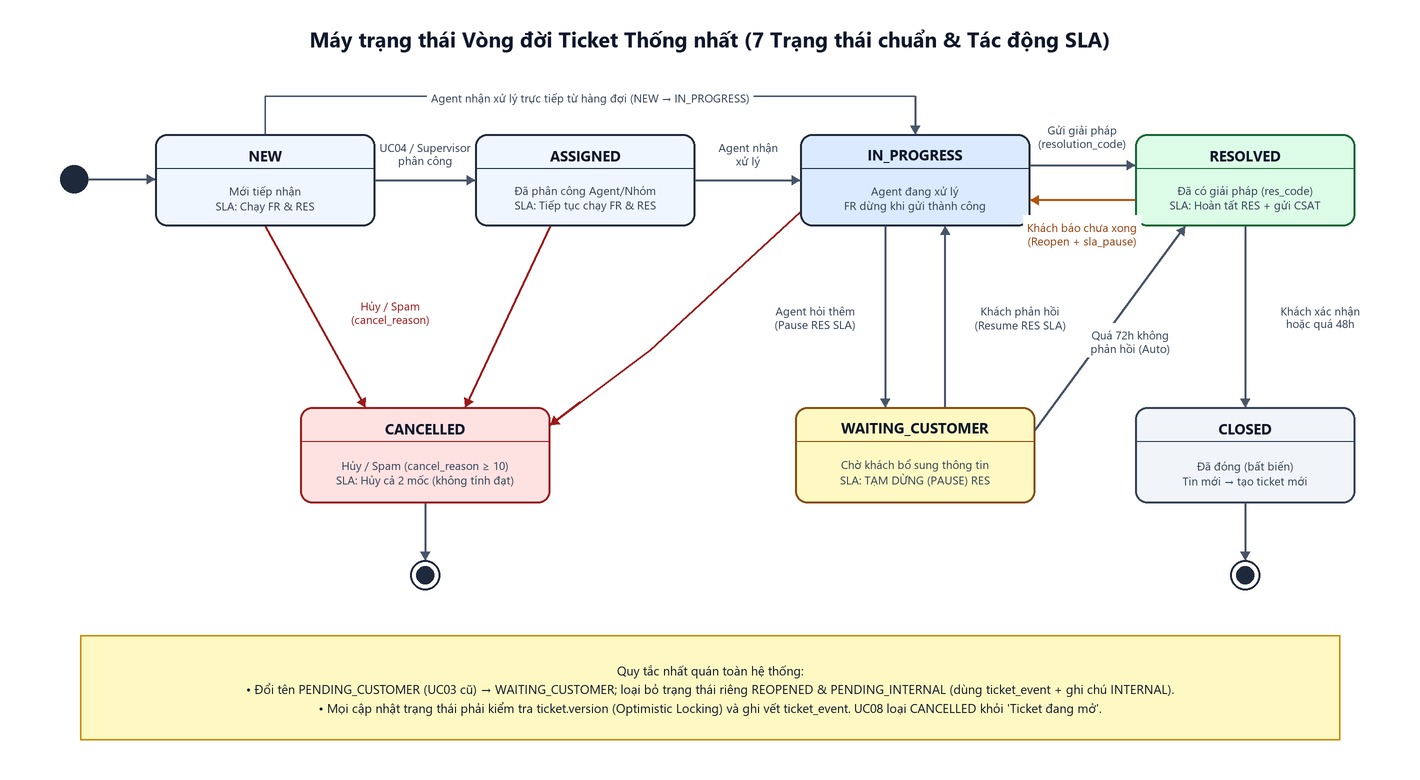 Máy trạng thái Vòng đời Ticket Thống nhất (7 Trạng thái chuẩn & Tác động SLA)
Agent nhận xử lý trực tiếp từ hàng đợi (NEW → IN_PROGRESS)
NEW
Mới tiếp nhận
SLA: Chạy FR & RES
UC04 / Supervisor
phân công
ASSIGNED
Đã phân công Agent/Nhóm
SLA: Tiếp tục chạy FR & RES
Agent nhận
xử lý
IN_PROGRESS
Agent đang xử lý
FR dừng khi gửi thành công
Gửi giải pháp
(resolution_code)
RESOLVED
Đã có giải pháp (res_code)
SLA: Hoàn tất RES + gửi CSAT
Khách báo chưa xong
(Reopen + sla_pause)
Hủy / Spam
(cancel_reason)
Agent hỏi thêm
(Pause RES SLA)
Khách phản hồi
(Resume RES SLA)
Quá 72h không
phản hồi (Auto)
Khách xác nhận
hoặc quá 48h
CANCELLED
Hủy / Spam (cancel_reason ≥ 10)
SLA: Hủy cả 2 mốc (không tính đạt)
WAITING_CUSTOMER
Chờ khách bổ sung thông tin
SLA: TẠM DỪNG (PAUSE) RES
CLOSED
Đã đóng (bất biến)
Tin mới → tạo ticket mới
Quy tắc nhất quán toàn hệ thống:
• Đổi tên PENDING_CUSTOMER (UC03 cũ) → WAITING_CUSTOMER; loại bỏ trạng thái riêng REOPENED & PENDING_INTERNAL (dùng ticket_event + ghi chú INTERNAL).
• Mọi cập nhật trạng thái phải kiểm tra ticket.version (Optimistic Locking) và ghi vết ticket_event. UC08 loại CANCELLED khỏi 'Ticket đang mở'.